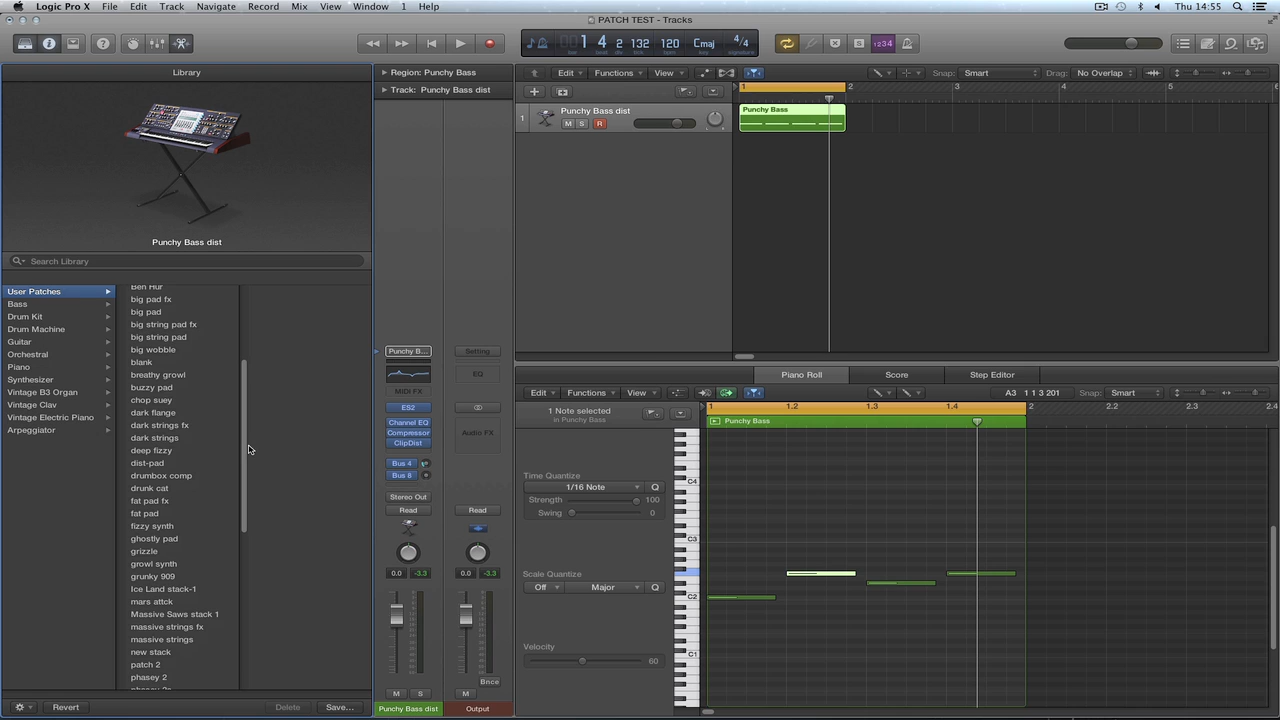 Logic Pro X File Edit Track Navigate Record Mix View Window 1 Help Thu 14:55
PATCH TEST - Tracks
1 4 2 132 120 Cmaj 4/4
signature
1234
Library
Punchy Bass dist
Search Library
User Patches
Bass
Drum Kit
Drum Machine
Guitar
Orchestral
Piano
Synthesizer
Vintage B3 Organ
Vintage Clav
Vintage Electric Piano
Arpeggiator
Ben Hur
big pad fx
big pad
big string pad fx
big string pad
big wobble
blank
breathy growl
buzzy pad
chop suey
dark flange
dark strings fx
dark strings
deep fizzy
dist-pad
drumbox comp
drunk cat
fat pad fx
fat pad
fizzy synth
ghostly pad
grizzle
growl synth
grunky 909
Ice Land stack-1
mars attck
Massive Saws stack 1
massive strings fx
massive strings
new stack
patch 2
phasey 2
Revert Delete Save...
Region: Punchy Bass
Track: Punchy Bass dist
Punchy B... Setting
EQ
MIDI FX
ES2
Channel EQ
Compressor
ClipDist
Audio FX
Bus 4
Bus 8
Stereo Out
Read Read
0.0 -3.3 0.0 -3.3
Bnce
M S M
Punchy Bass dist Output
Edit Functions View Snap: Smart Drag: No Overlap
1 2 3 4 5 6
1 Punchy Bass dist
M S R
Punchy Bass
Piano Roll Score Step Editor
Edit Functions View A3 1 1 3 201 Snap: Smart
1 Note selected
in Punchy Bass
1 1.2 1.3 1.4 2 2.2 2.3 2.4
Punchy Bass
Time Quantize
1/16 Note Q
Strength 100
Swing 0
Scale Quantize
Off Major Q
Velocity
60
C4
C3
C2
C1